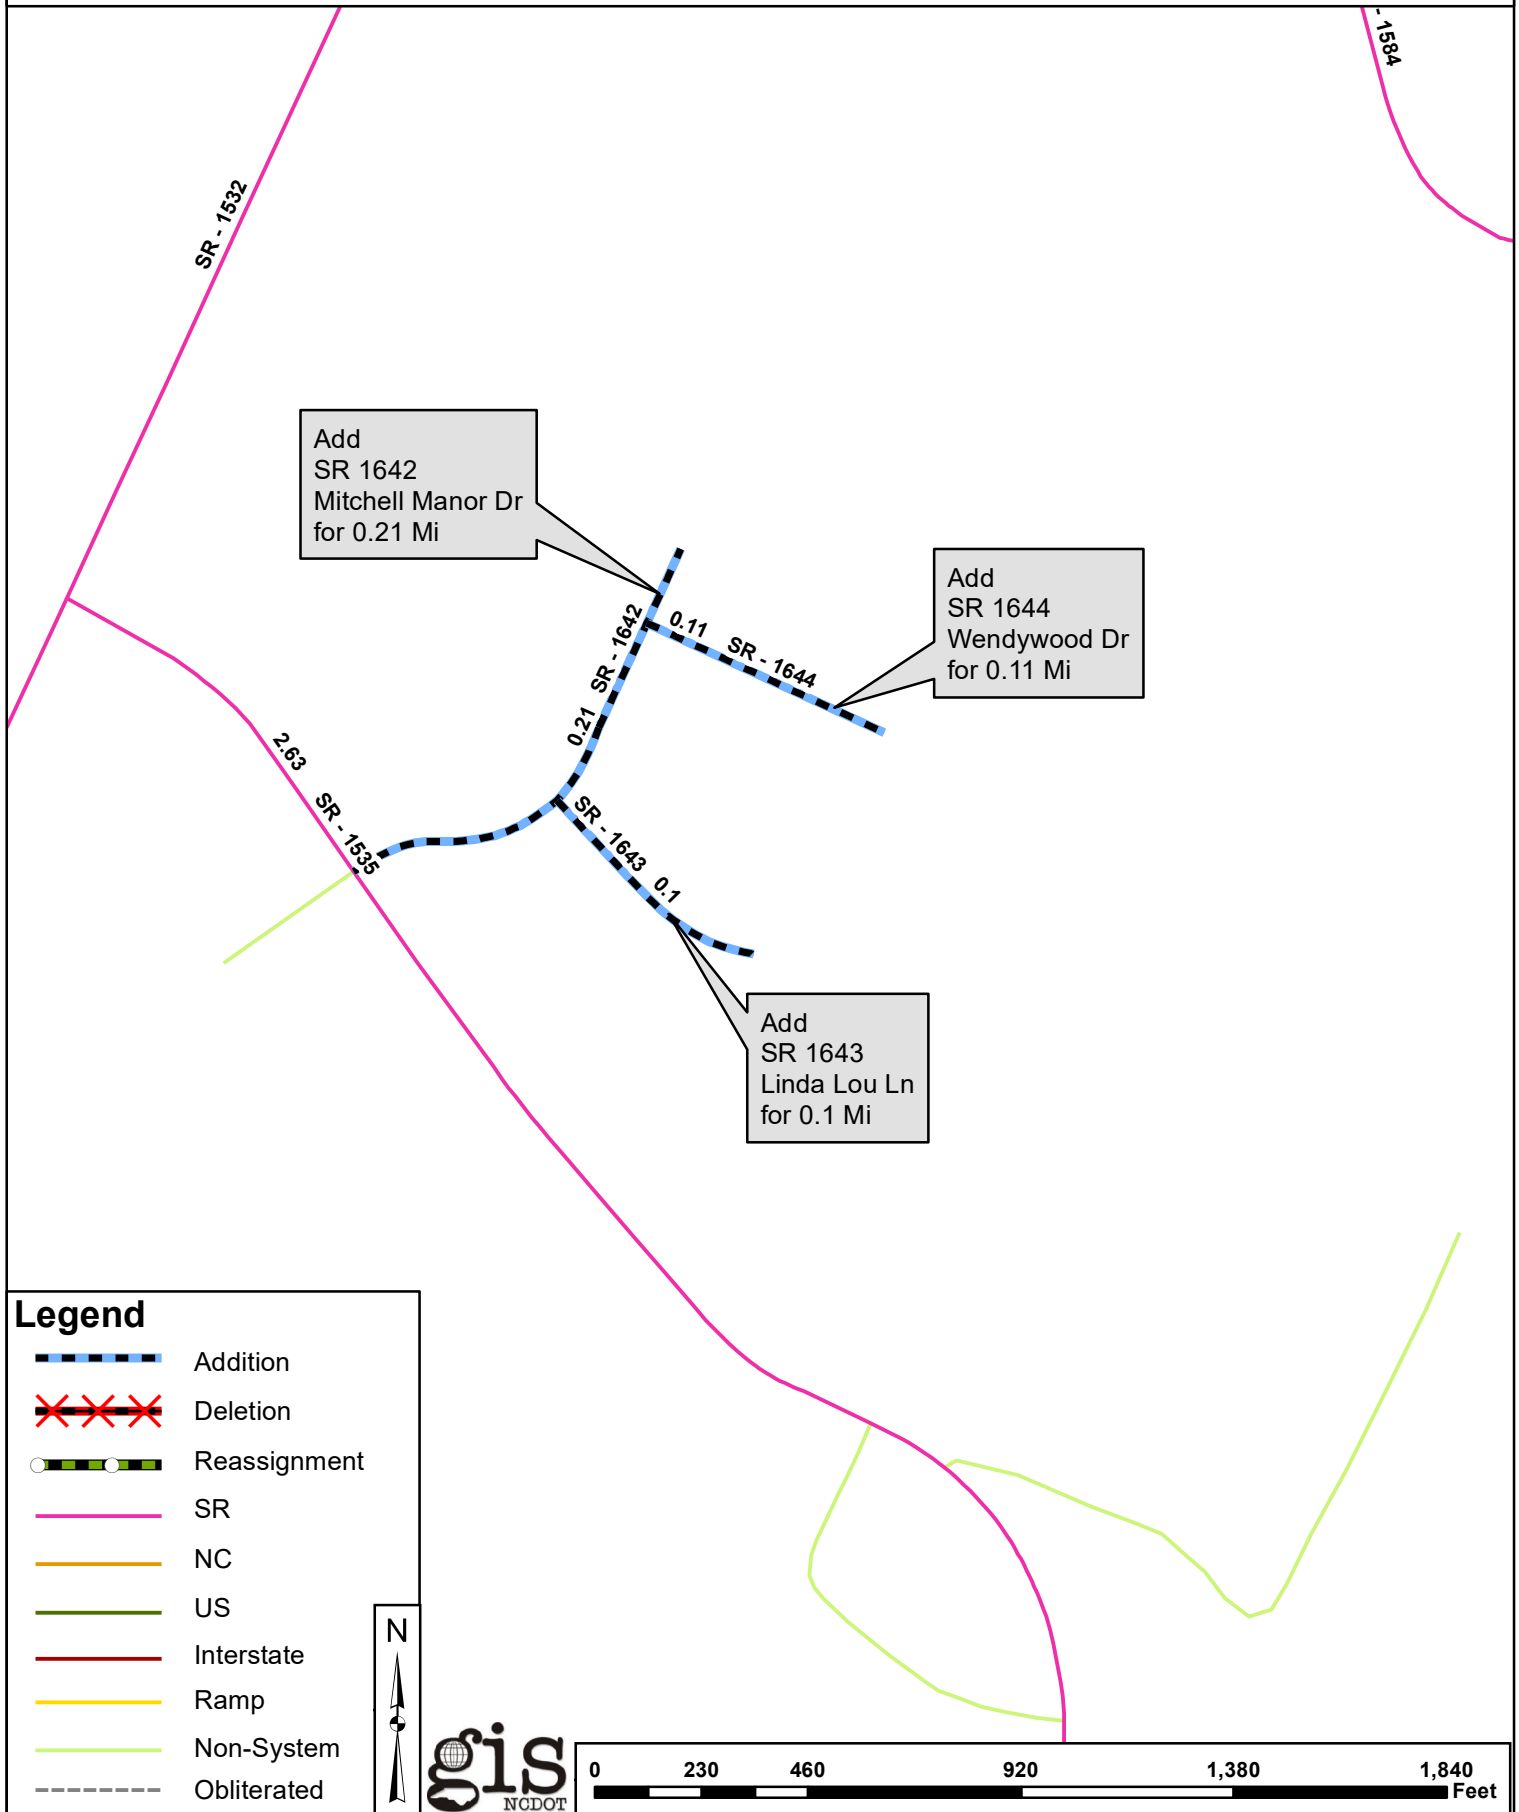 - 1584
SR - 1532
Add
SR 1642
Mitchell Manor Dr
for 0.21 Mi
Add
SR 1644
Wendywood Dr
for 0.11 Mi
0.11 SR - 1644
0.21 SR - 1642
2.63 SR - 1535
SR - 1643 0.1
Add
SR 1643
Linda Lou Ln
for 0.1 Mi
Legend
Addition
Deletion
Reassignment
SR
NC
US
Interstate
Ramp
Non-System
Obliterated
N
gis
NCDOT
0 230 460 920 1,380 1,840
Feet